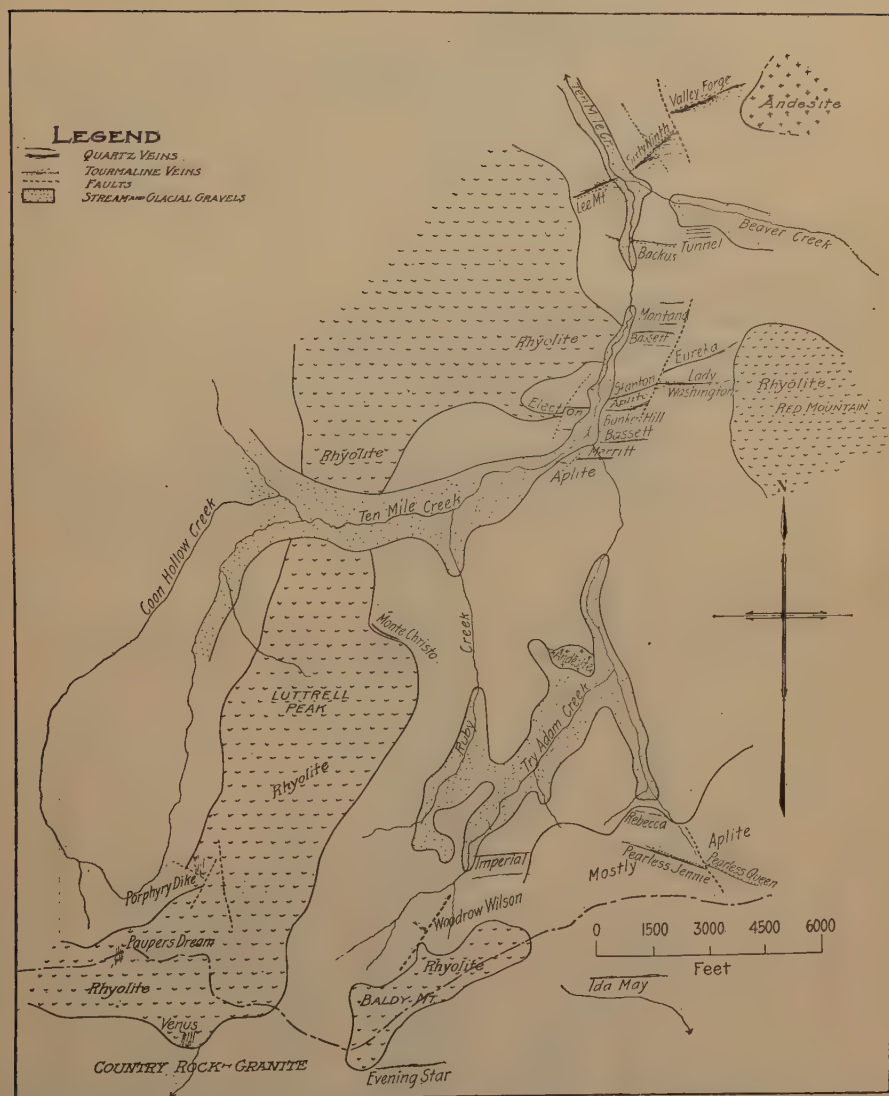 LEGEND
QUARTZ VEINS
TOURMALINE VEINS
FAULTS
STREAM AND GLACIAL GRAVELS
Ten Mile Cr.
Valley Forge
Andesite
Sixty Ninth
Lee Mt
Beaver Creek
Backus
Tunnel
Montana
Bassett
Rhyolite
Eureka
Stanton
Aplite
Lady
Washington
Rhyolite
RED MOUNTAIN
Election
Bunker Hill
Bassett
Merritt
Aplite
Rhyolite
Ten Mile Creek
Coon Hollow Creek
N
Monte Christo
Creek
Ruby
Andesite
Try Adam Creek
LUTTRELL
PEAK
Rhyolite
Rebecca
Aplite
Pearless Queen
Pearless Jennie
Mostly
Imperial
Porphyry Dike
Woodrow Wilson
Paupers Dream
Rhyolite
0 1500 3000 4500 6000
Feet
Rhyolite
BALDY MT.
Ida May
Venus
COUNTRY ROCK~GRANITE
Evening Star